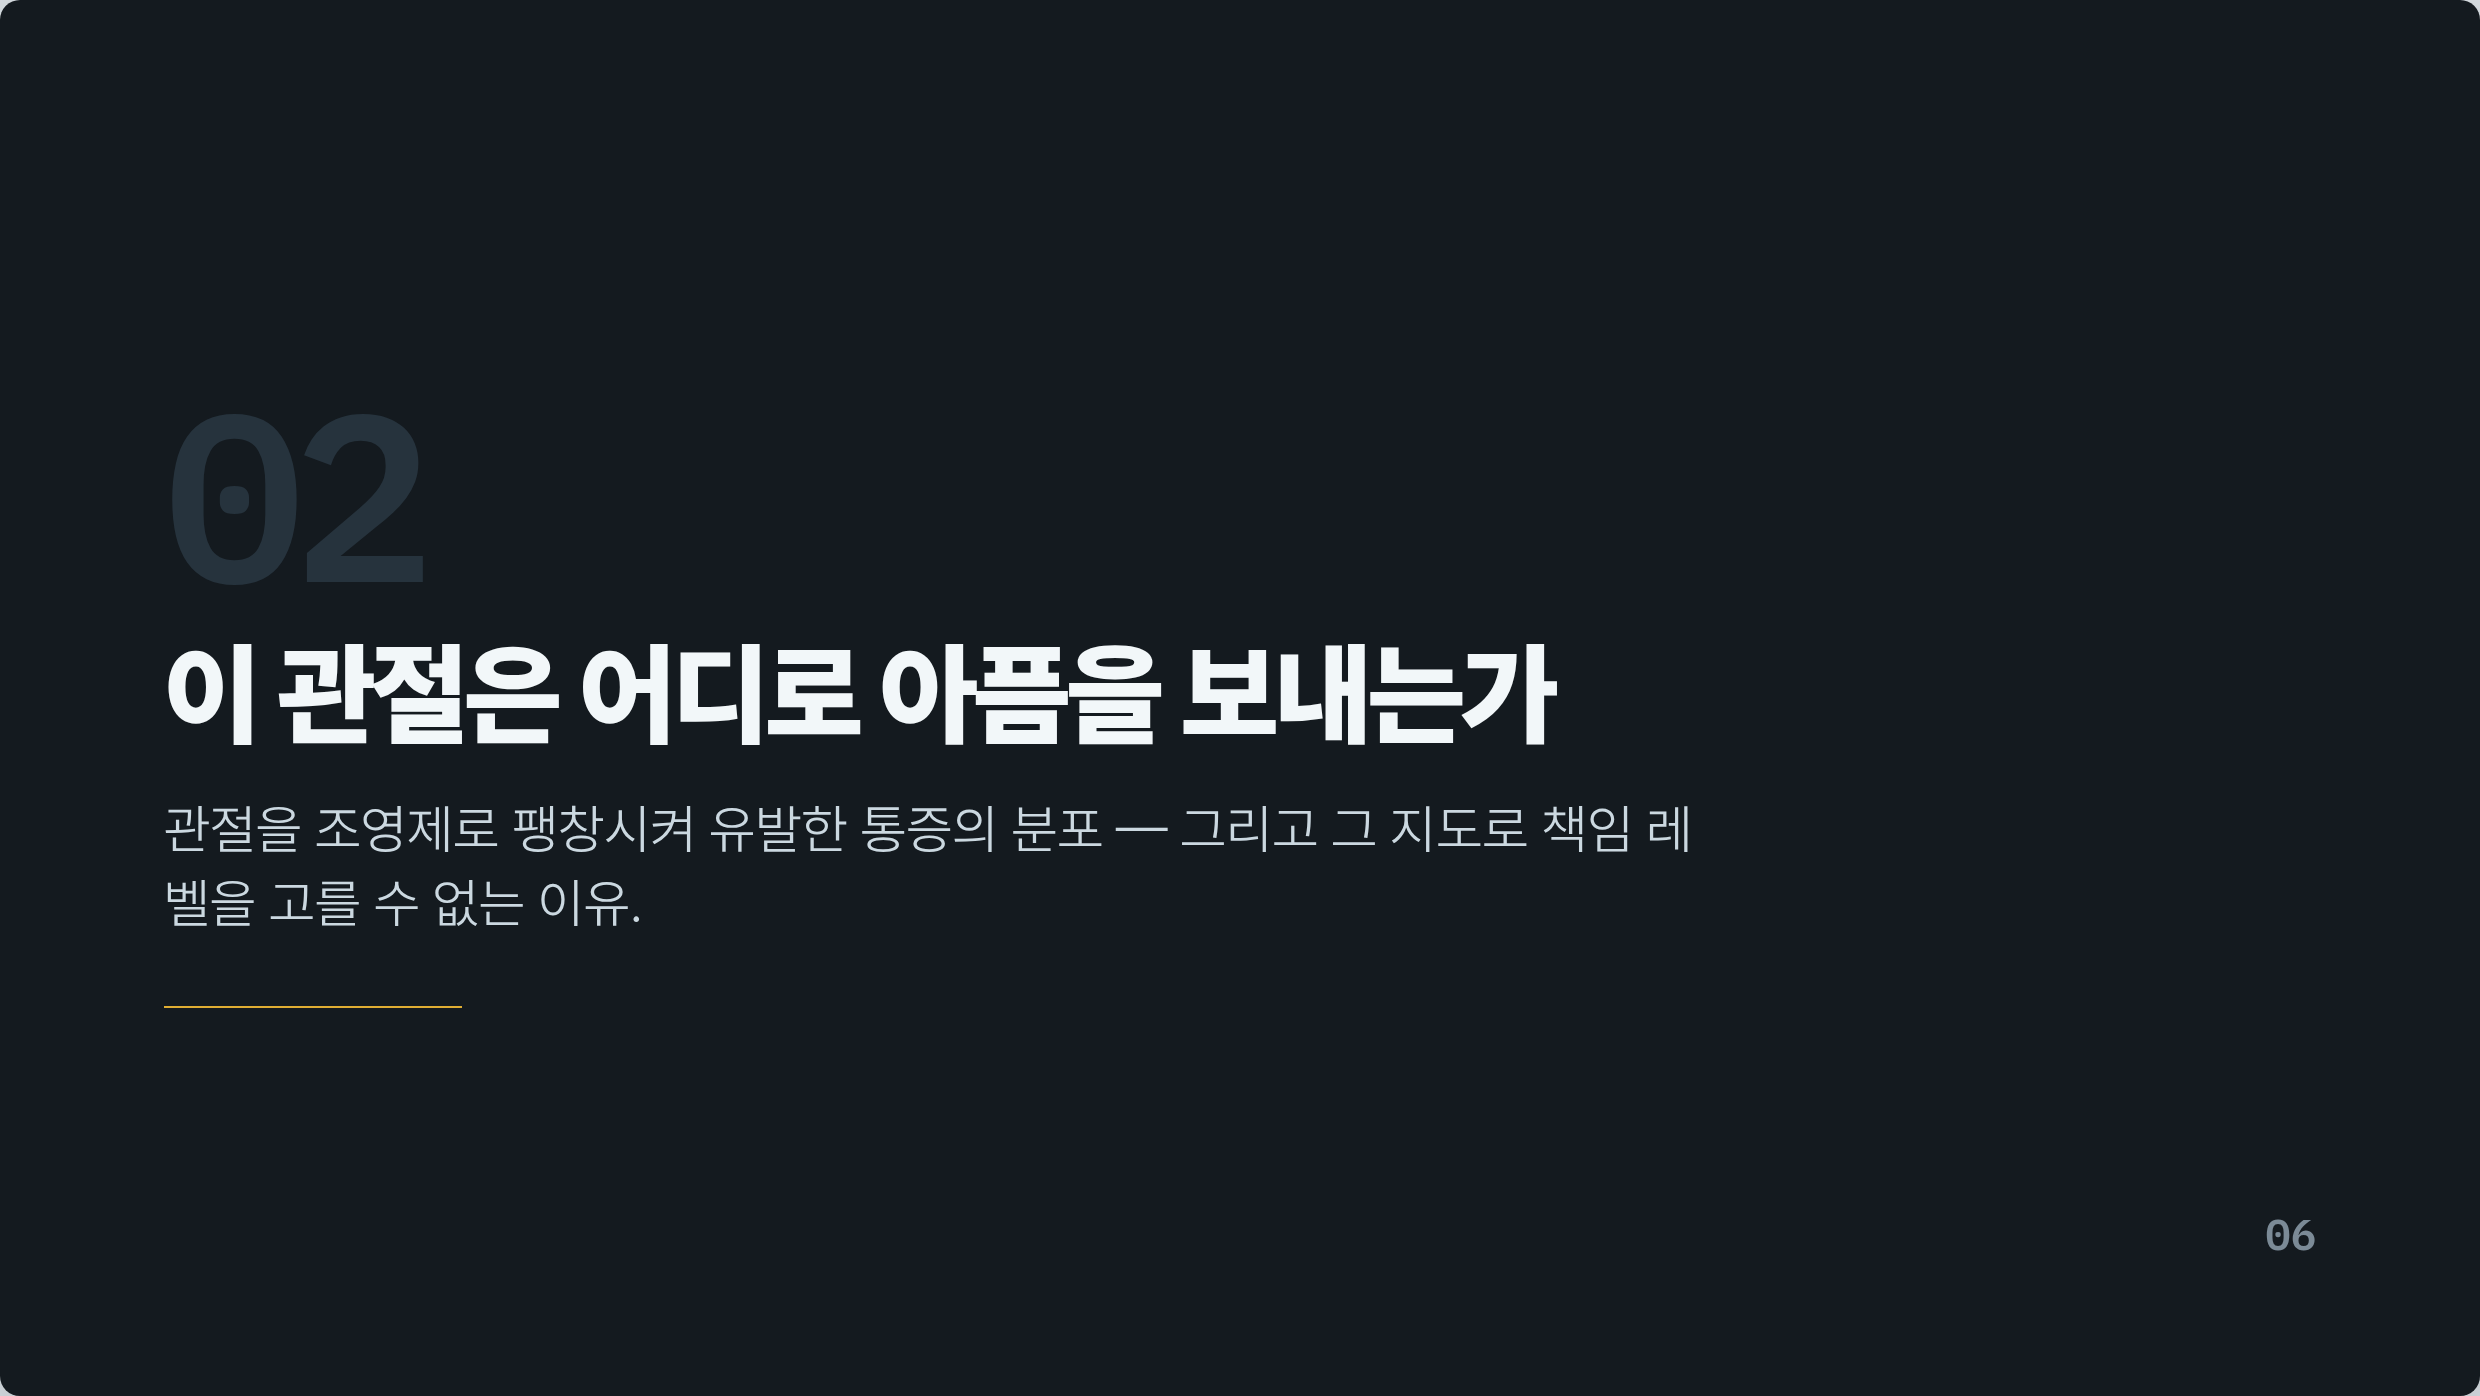 02
이 관절은 어디로 아픔을 보내는가
관절을 조영제로 팽창시켜 유발한 통증의 분포 — 그리고 그 지도로 책임 레
벨을 고를 수 없는 이유.
06